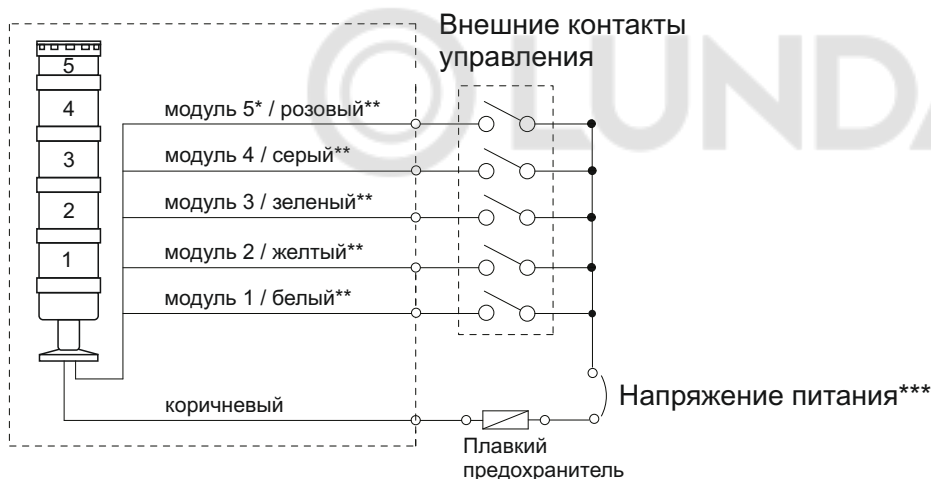 Внешние контакты
управления
LUNDA
5
4
3
2
1
модуль 5* / розовый**
модуль 4 / серый**
модуль 3 / зеленый**
модуль 2 / желтый**
модуль 1 / белый**
коричневый
Напряжение питания***
Плавкий
предохранитель